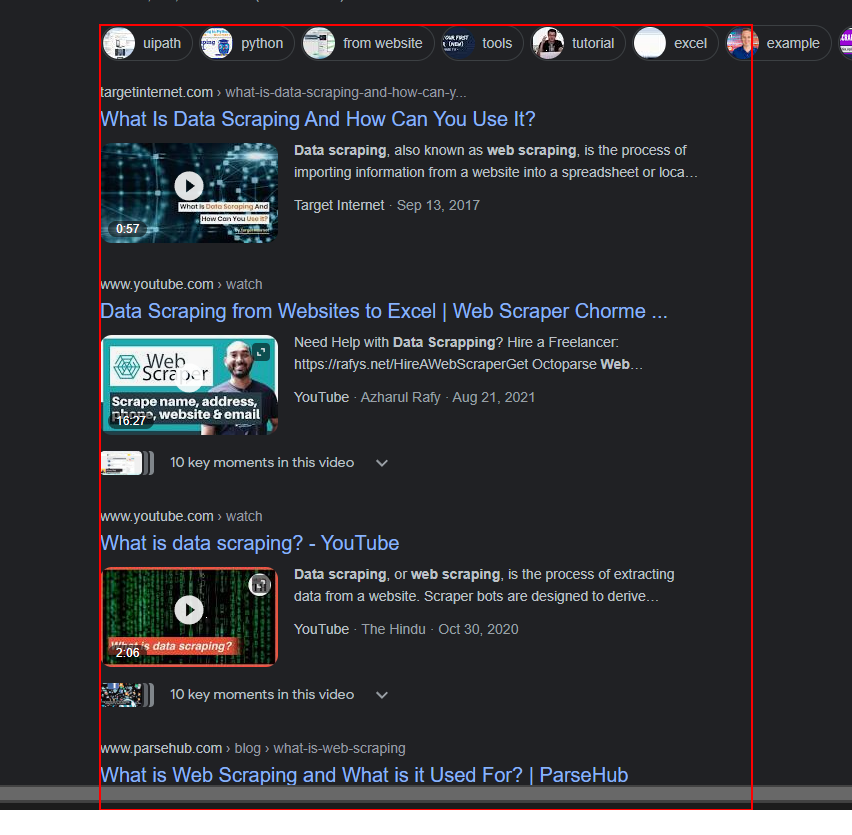 uipath
python
from website
tools
tutorial
excel
example
targetinternet.com › what-is-data-scraping-and-how-can-y...
What Is Data Scraping And How Can You Use It?
What is Data Scraping And
How Can You Use It?
0:57
Data scraping, also known as web scraping, is the process of
importing information from a website into a spreadsheet or loca...
Target Internet · Sep 13, 2017
www.youtube.com › watch
Data Scraping from Websites to Excel | Web Scraper Chorme ...
Web
Scraper
Scrape name, address,
phone, website & email
16:27
Need Help with Data Scrapping? Hire a Freelancer:
https://rafys.net/HireAWebScraperGet Octoparse Web...
YouTube · Azharul Rafy · Aug 21, 2021
10 key moments in this video
www.youtube.com › watch
What is data scraping? - YouTube
What is data scraping?
2:06
Data scraping, or web scraping, is the process of extracting
data from a website. Scraper bots are designed to derive...
YouTube · The Hindu · Oct 30, 2020
10 key moments in this video
www.parsehub.com › blog › what-is-web-scraping
What is Web Scraping and What is it Used For? | ParseHub